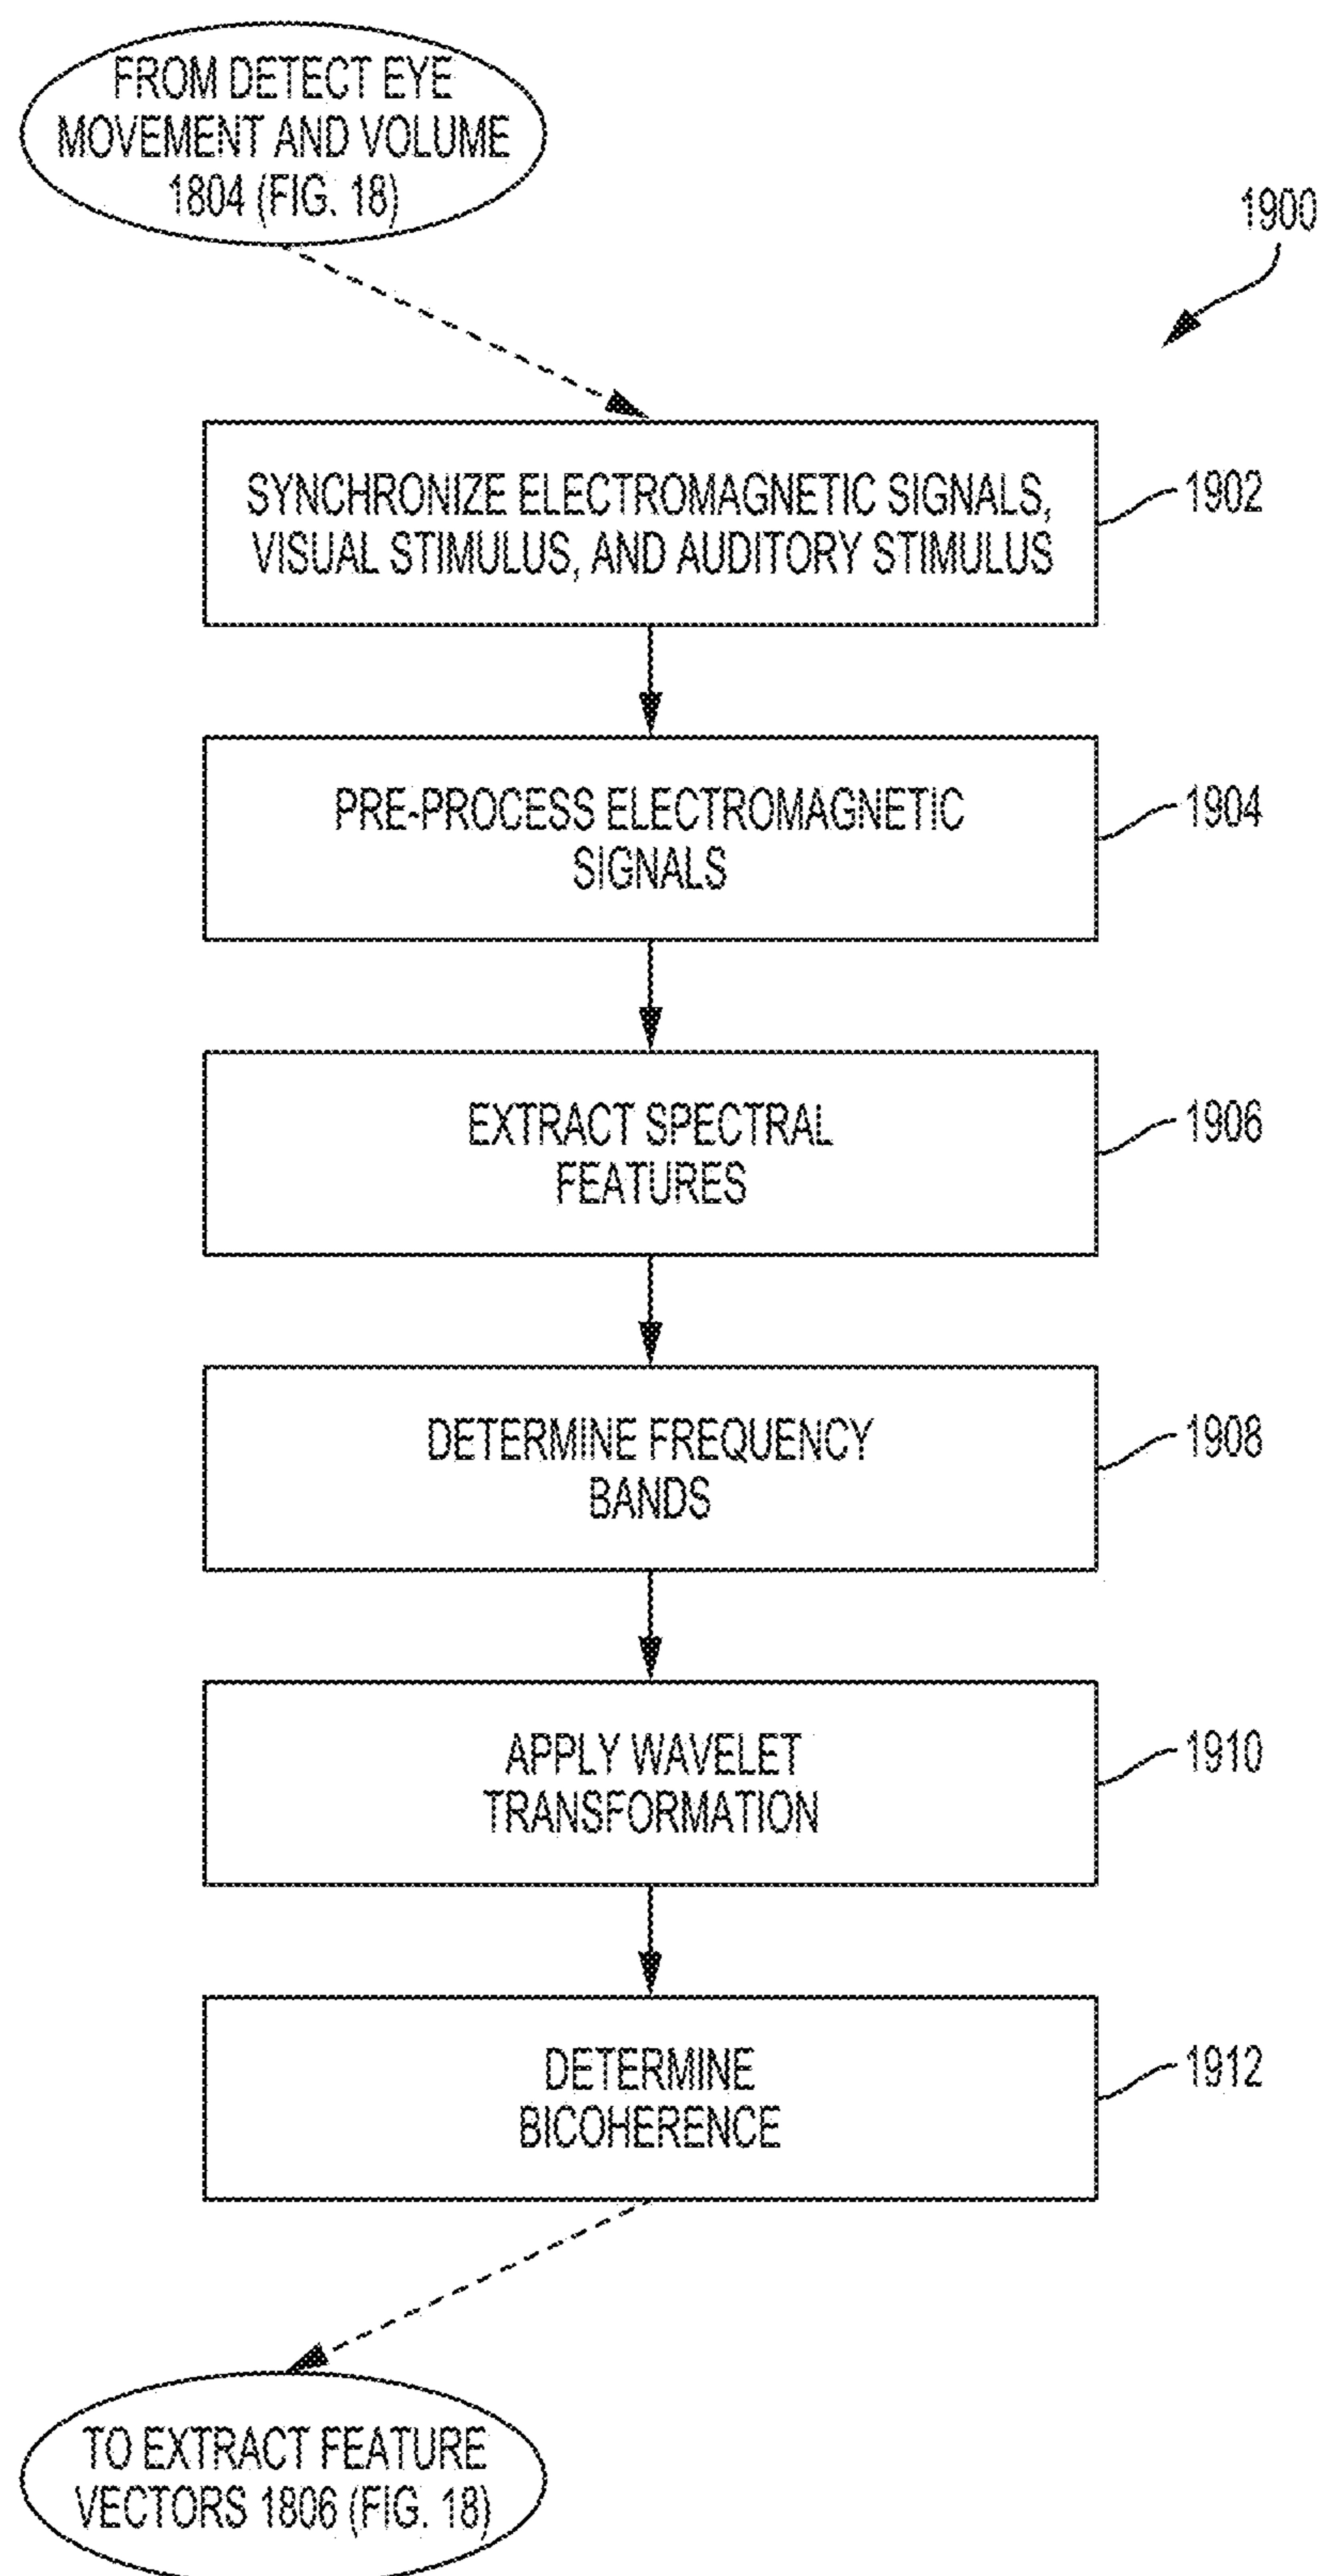 FROM DETECT EYE
MOVEMENT AND VOLUME
1804 (FIG. 18)
1900
SYNCHRONIZE ELECTROMAGNETIC SIGNALS,
VISUAL STIMULUS, AND AUDITORY STIMULUS
1902
PRE-PROCESS ELECTROMAGNETIC
SIGNALS
1904
EXTRACT SPECTRAL
FEATURES
1906
DETERMINE FREQUENCY
BANDS
1908
APPLY WAVELET
TRANSFORMATION
1910
DETERMINE
BICOHERENCE
1912
TO EXTRACT FEATURE
VECTORS 1806 (FIG. 18)